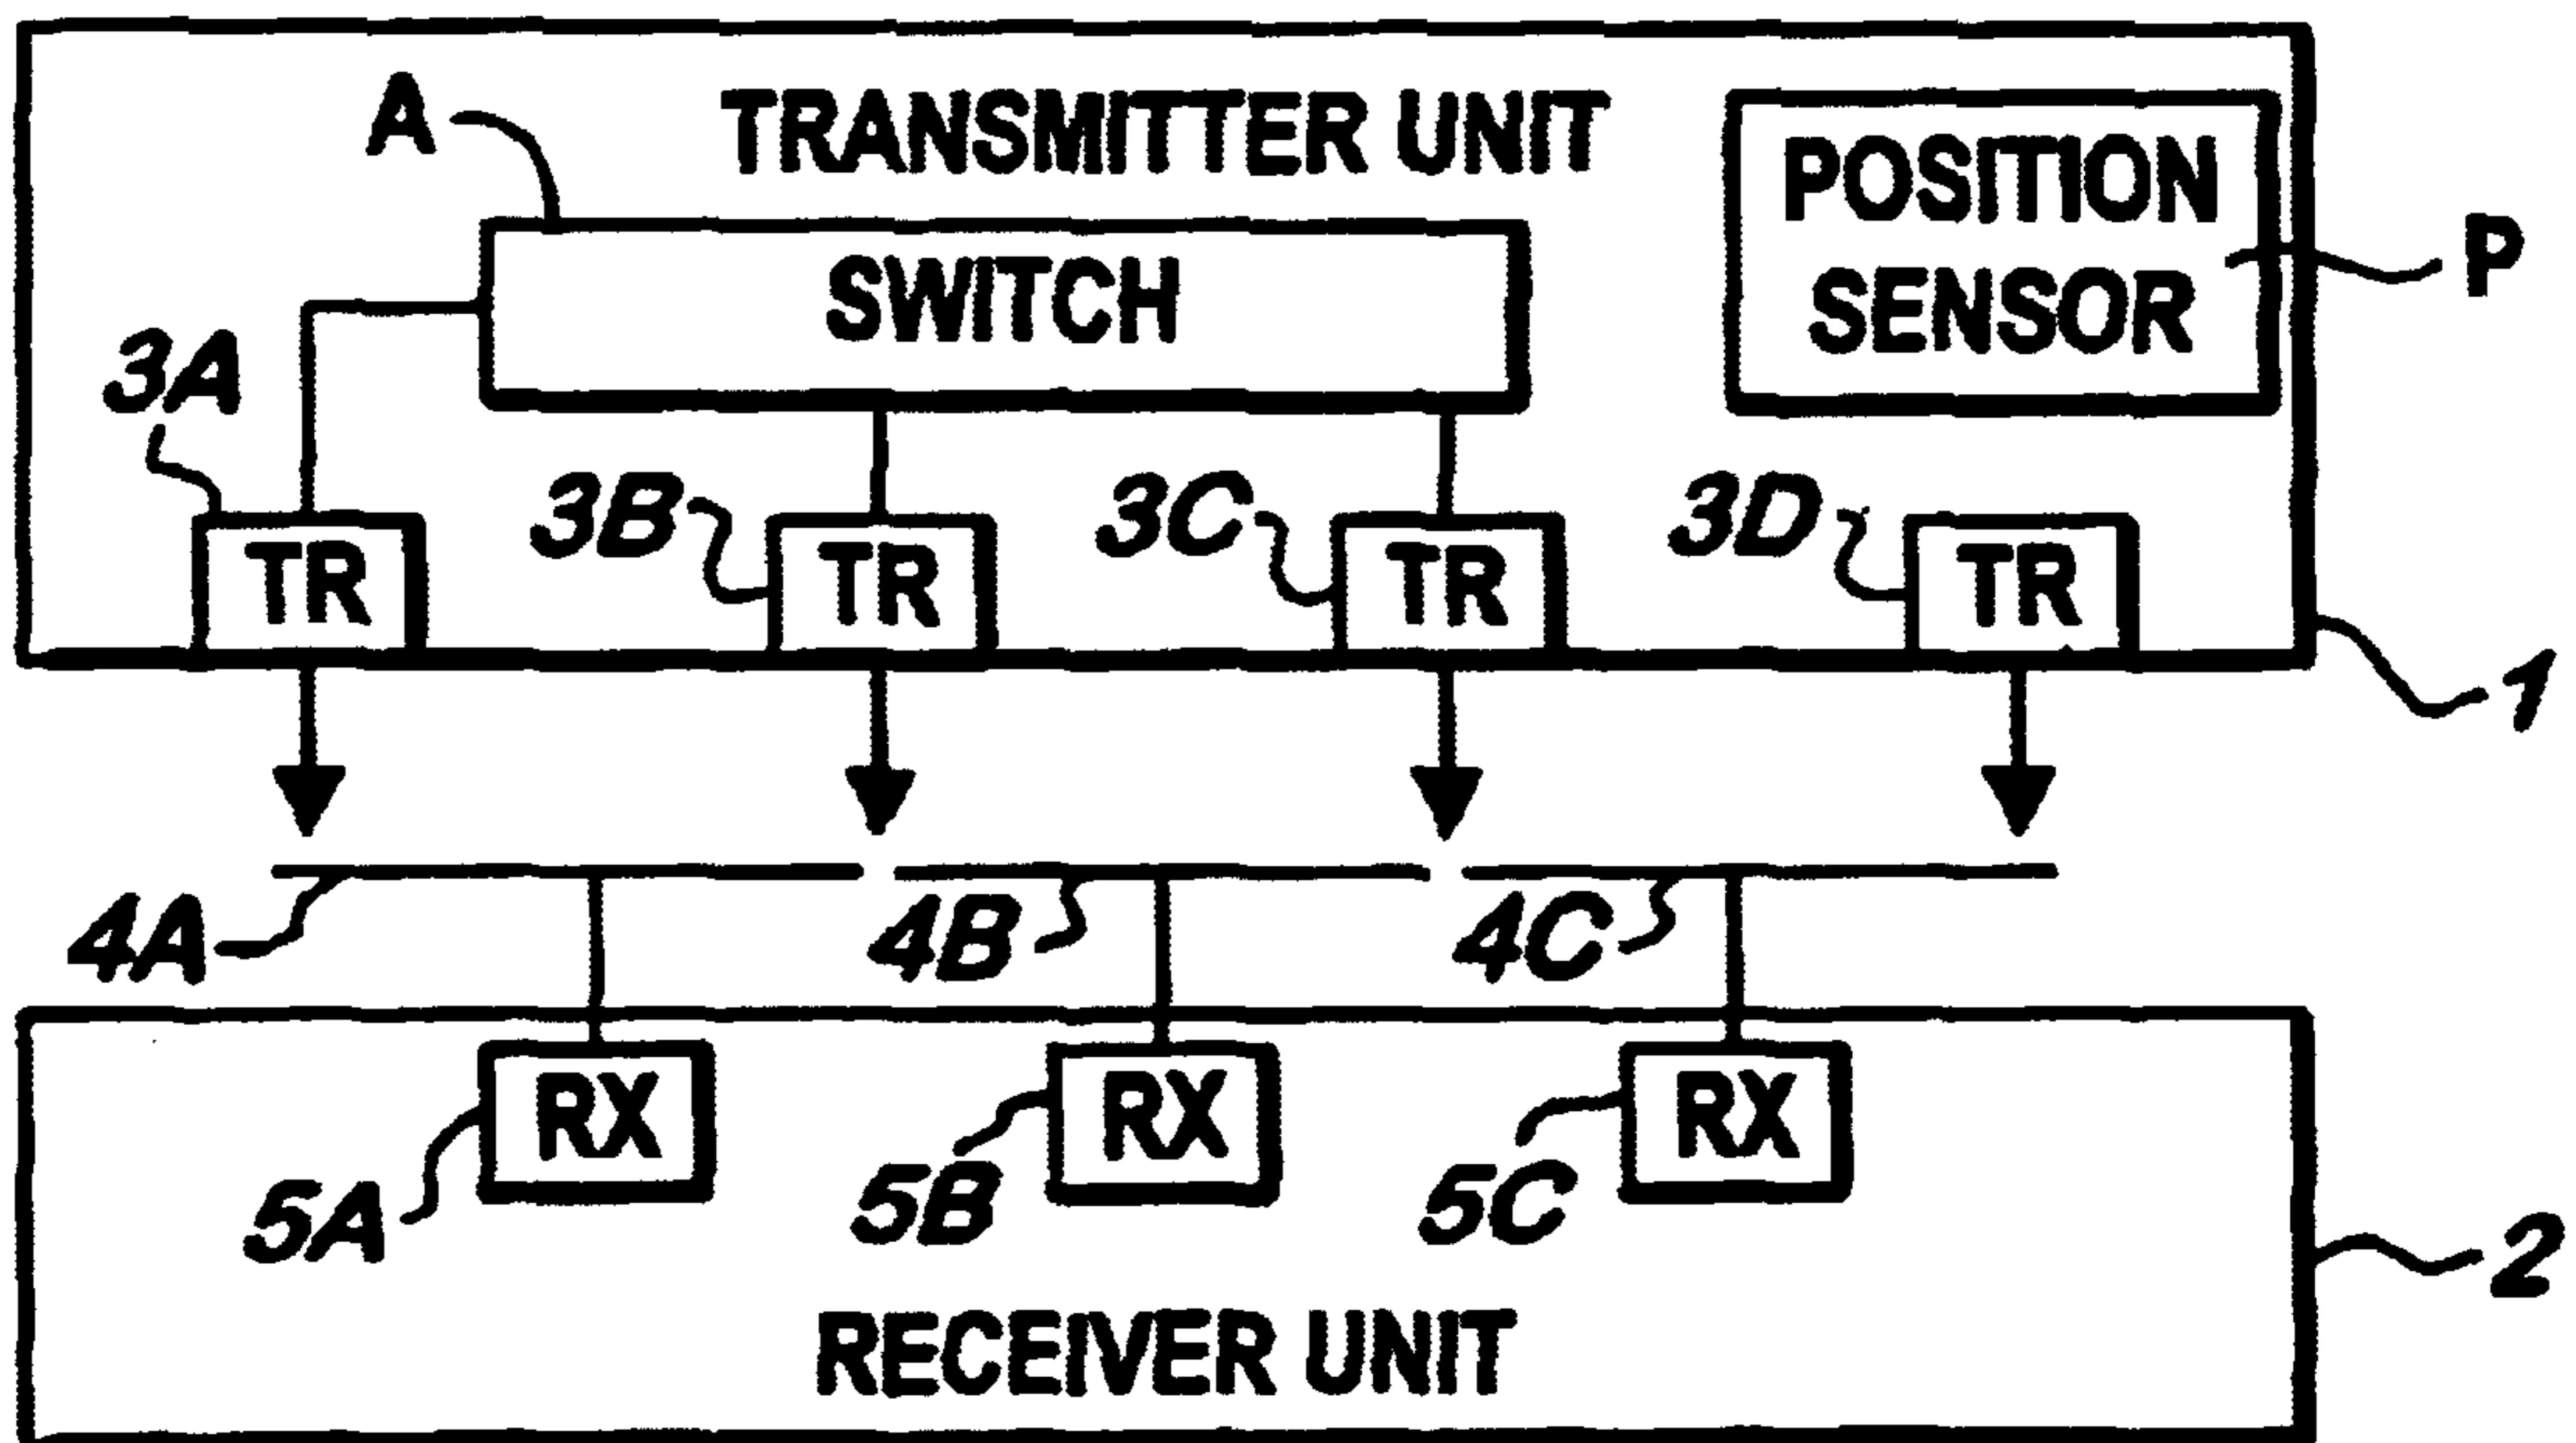 A
TRANSMITTER UNIT
POSITION
SENSOR
P
SWITCH
3A
3B
3C
3D
TR
TR
TR
TR
1
4A
4B
4C
RX
RX
RX
5A
5B
5C
2
RECEIVER UNIT